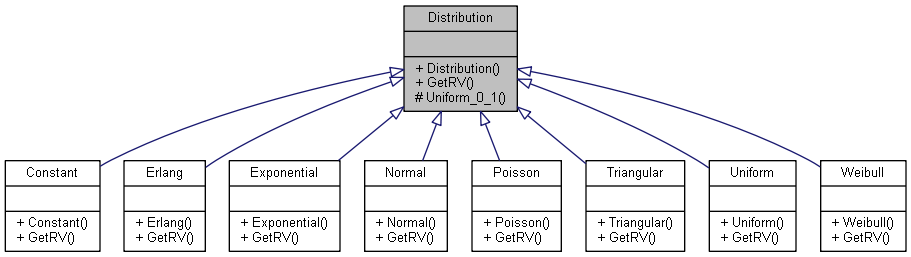 Distribution
+ Distribution()
+ GetRV()
# Uniform_0_1()
Constant
+ Constant()
+ GetRV()
Erlang
+ Erlang()
+ GetRV()
Exponential
+ Exponential()
+ GetRV()
Normal
+ Normal()
+ GetRV()
Poisson
+ Poisson()
+ GetRV()
Triangular
+ Triangular()
+ GetRV()
Uniform
+ Uniform()
+ GetRV()
Weibull
+ Weibull()
+ GetRV()